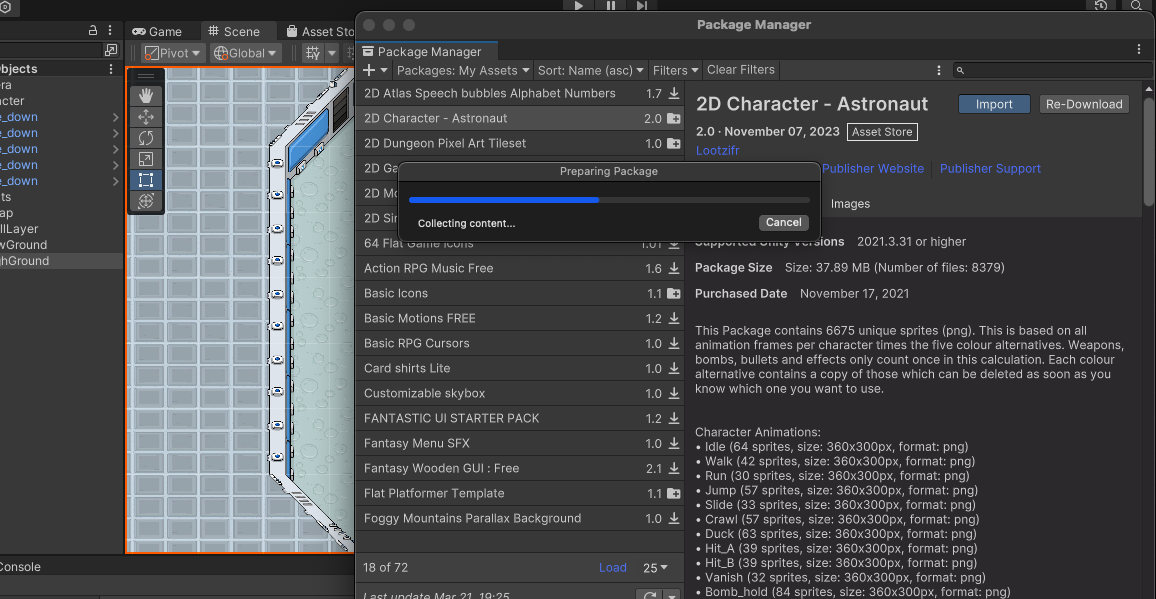 Package Manager
Game
Scene
Asset Sto
Package Manager
Pivot
Global
Packages: My Assets
Sort: Name (asc)
Filters
Clear Filters
bjects
era
acter
e_down
e_down
e_down
e_down
e_down
ts
ap
llLayer
wGround
ghGround
2D Atlas Speech bubbles Alphabet Numbers 1.7
2D Character - Astronaut 2.0
2D Dungeon Pixel Art Tileset 1.0
2D Ga
2D Mo
2D Sim
64 Flat Game Icons 1.01
Action RPG Music Free 1.6
Basic Icons 1.1
Basic Motions FREE 1.2
Basic RPG Cursors 1.0
Card shirts Lite 1.0
Customizable skybox 1.0
FANTASTIC UI STARTER PACK 1.2
Fantasy Menu SFX 1.0
Fantasy Wooden GUI : Free 2.1
Flat Platformer Template 1.1
Foggy Mountains Parallax Background 1.0
18 of 72
Load
25
Last update Mar 21, 19:25
Console
Preparing Package
Collecting content...
Cancel
2D Character - Astronaut
Import
Re-Download
2.0 · November 07, 2023
Asset Store
Lootzifr
Publisher Website
Publisher Support
Images
Supported Unity Versions 2021.3.31 or higher
Package Size Size: 37.89 MB (Number of files: 8379)
Purchased Date November 17, 2021
This Package contains 6675 unique sprites (png). This is based on all
animation frames per character times the five colour alternatives. Weapons,
bombs, bullets and effects only count once in this calculation. Each colour
alternative contains a copy of those which can be deleted as soon as you
know which one you want to use.
Character Animations:
• Idle (64 sprites, size: 360x300px, format: png)
• Walk (42 sprites, size: 360x300px, format: png)
• Run (30 sprites, size: 360x300px, format: png)
• Jump (57 sprites, size: 360x300px, format: png)
• Slide (33 sprites, size: 360x300px, format: png)
• Crawl (57 sprites, size: 360x300px, format: png)
• Duck (63 sprites, size: 360x300px, format: png)
• Hit_A (39 sprites, size: 360x300px, format: png)
• Hit_B (39 sprites, size: 360x300px, format: png)
• Vanish (32 sprites, size: 360x300px, format: png)
• Bomb_hold (84 sprites, size: 360x300px, format: png)